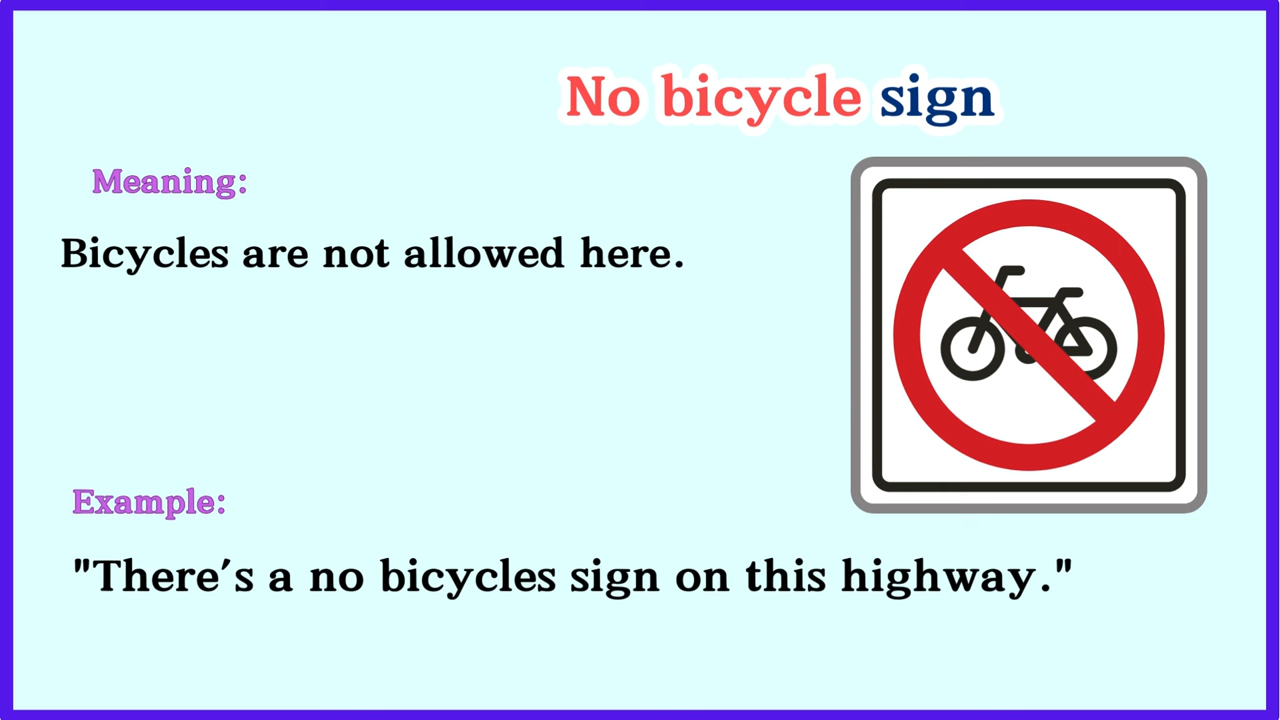 No bicycle sign
Meaning:
Bicycles are not allowed here.
Example:
"There's a no bicycles sign on this highway."